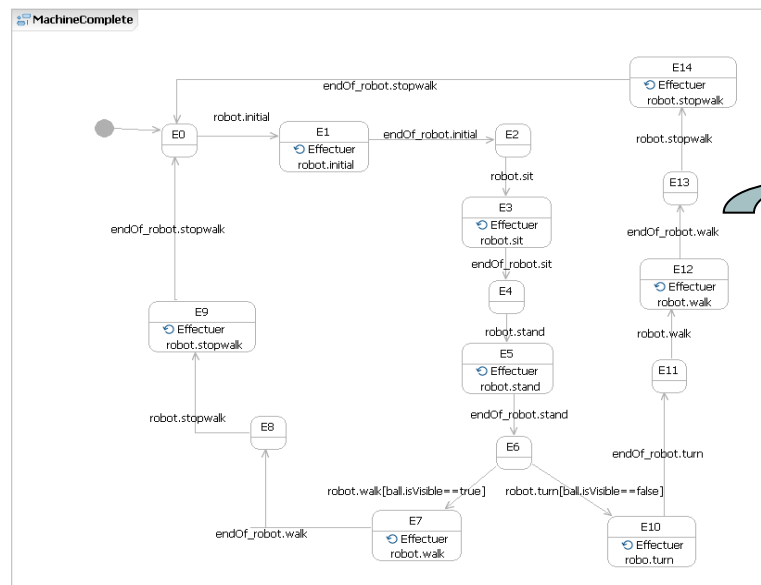 MachineComplete
E14
Effectuer
robot.stopwalk
endOf_robot.stopwalk
robot.initial
E0
E1
Effectuer
robot.initial
endOf_robot.initial
E2
robot.stopwalk
robot.sit
E13
E3
Effectuer
robot.sit
endOf_robot.stopwalk
endOf_robot.walk
endOf_robot.sit
E12
Effectuer
robot.walk
E4
E9
Effectuer
robot.stopwalk
robot.stand
robot.walk
E5
Effectuer
robot.stand
E11
robot.stopwalk
endOf_robot.stand
E8
E6
endOf_robot.turn
robot.walk[ball.isVisible==true]
robot.turn[ball.isVisible==false]
E7
Effectuer
robot.walk
endOf_robot.walk
E10
Effectuer
robo.turn